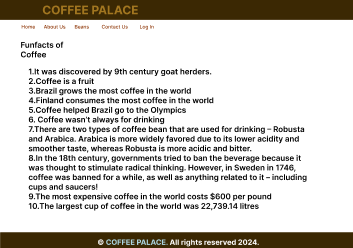 COFFEE PALACE
Home About Us Beans Contact Us Log In
Funfacts of
Coffee
1.It was discovered by 9th century goat herders.
2.Coffee is a fruit
3.Brazil grows the most coffee in the world
4.Finland consumes the most coffee in the world
5.Coffee helped Brazil go to the Olympics
6. Coffee wasn't always for drinking
7.There are two types of coffee bean that are used for drinking – Robusta
and Arabica. Arabica is more widely favored due to its lower acidity and
smoother taste, whereas Robusta is more acidic and bitter.
8.In the 18th century, governments tried to ban the beverage because it
was thought to stimulate radical thinking. However, in Sweden in 1746,
coffee was banned for a while, as well as anything related to it – including
cups and saucers!
9.The most expensive coffee in the world costs $600 per pound
10.The largest cup of coffee in the world was 22,739.14 litres
© COFFEE PALACE. All rights reserved 2024.